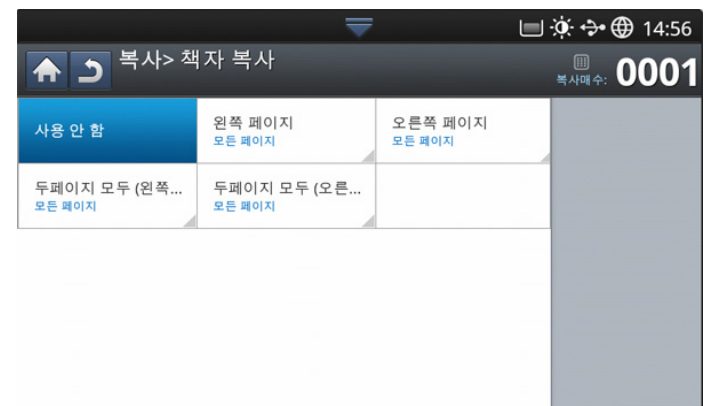 14:56
복사> 책자 복사
복사매수: 0001
사용 안 함
왼쪽 페이지
모든 페이지
오른쪽 페이지
모든 페이지
두페이지 모두 (왼쪽...
모든 페이지
두페이지 모두 (오른...
모든 페이지